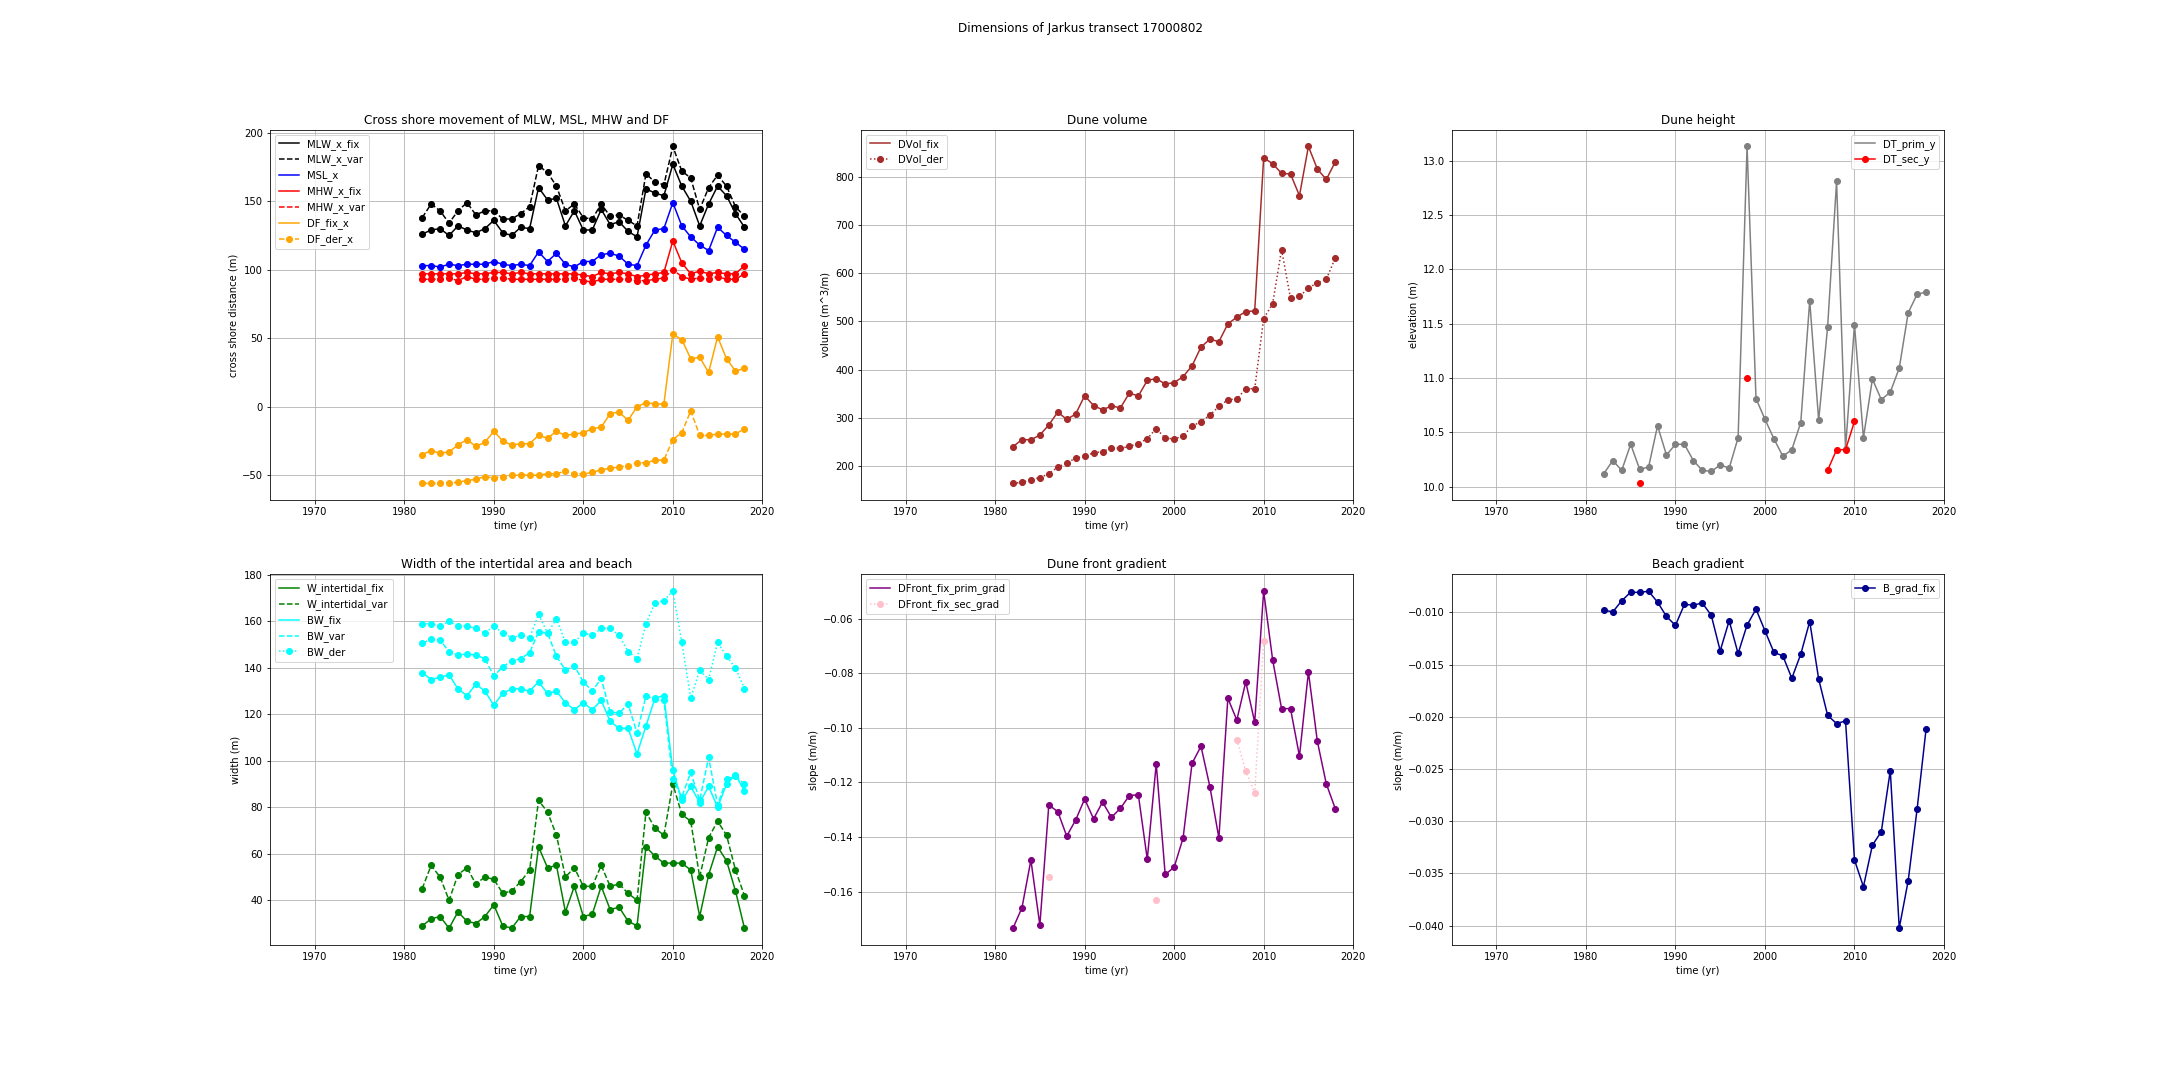 Dimensions of Jarkus transect 17000802
Cross shore movement of MLW, MSL, MHW and DF
200
150
100
50
0
−50
cross shore distance (m)
MLW_x_fix
MLW_x_var
MSL_x
MHW_x_fix
MHW_x_var
DF_fix_x
DF_der_x
1970 1980 1990 2000 2010 2020
time (yr)
Dune volume
800
700
600
500
400
300
200
volume (m^3/m)
DVol_fix
DVol_der
1970 1980 1990 2000 2010 2020
time (yr)
Dune height
13.0
12.5
12.0
11.5
11.0
10.5
10.0
elevation (m)
DT_prim_y
DT_sec_y
1970 1980 1990 2000 2010 2020
time (yr)
Width of the intertidal area and beach
180
160
140
120
100
80
60
40
width (m)
W_intertidal_fix
W_intertidal_var
BW_fix
BW_var
BW_der
1970 1980 1990 2000 2010 2020
time (yr)
Dune front gradient
−0.06
−0.08
−0.10
−0.12
−0.14
−0.16
slope (m/m)
DFront_fix_prim_grad
DFront_fix_sec_grad
1970 1980 1990 2000 2010 2020
time (yr)
Beach gradient
−0.010
−0.015
−0.020
−0.025
−0.030
−0.035
−0.040
slope (m/m)
B_grad_fix
1970 1980 1990 2000 2010 2020
time (yr)